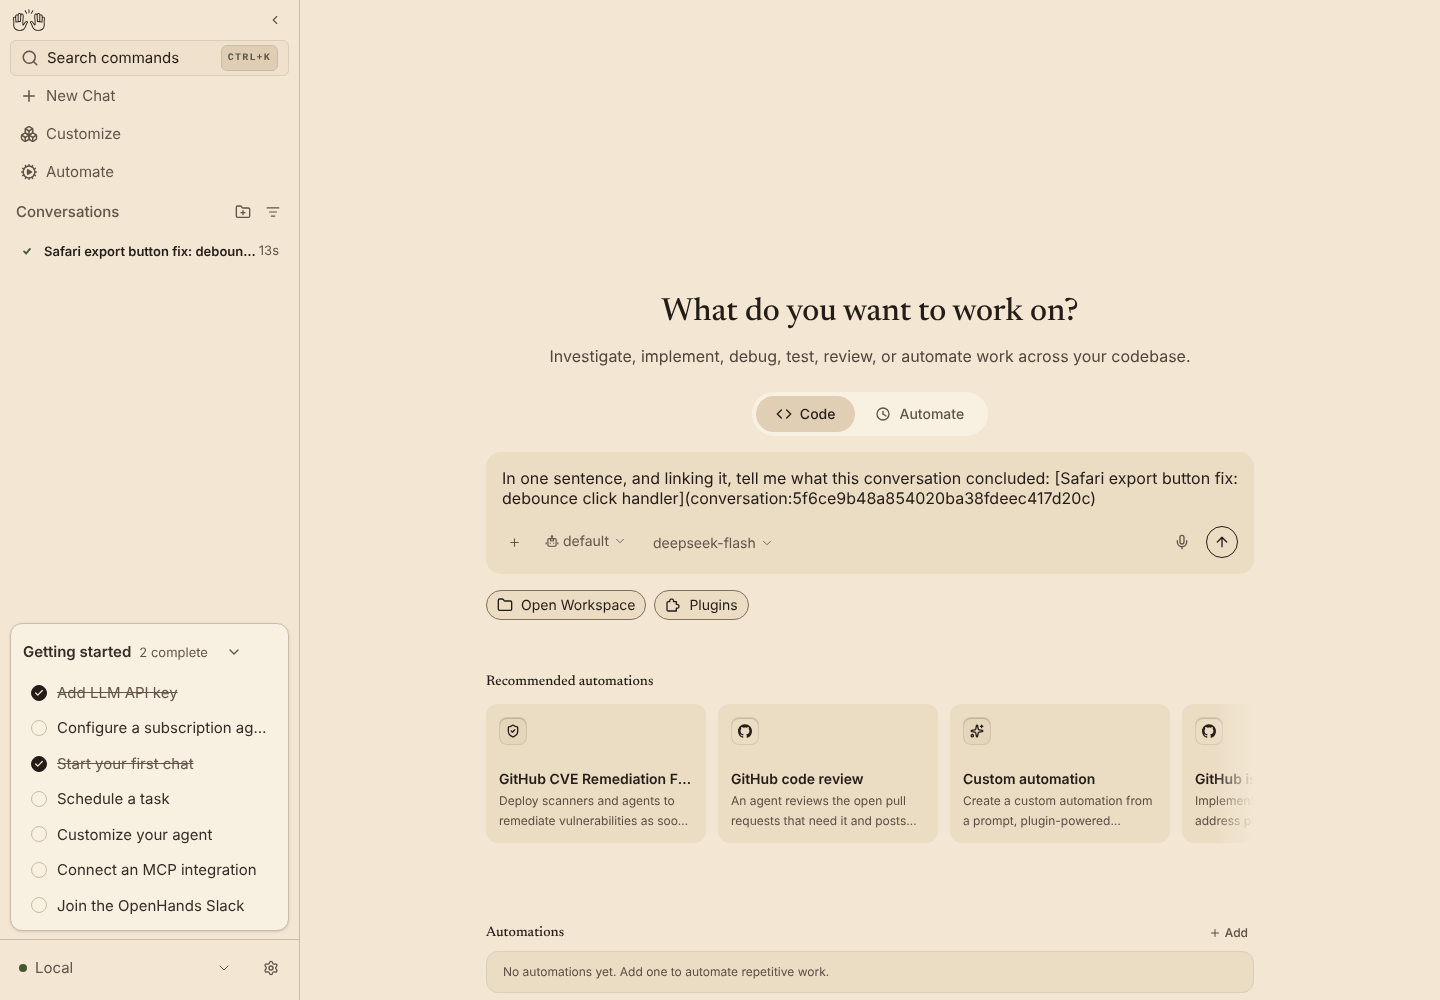 Search commands
CTRL+K
New Chat
Customize
Automate
Conversations
Safari export button fix: deboun... 13s
Getting started 2 complete
Add LLM API key
Configure a subscription ag...
Start your first chat
Schedule a task
Customize your agent
Connect an MCP integration
Join the OpenHands Slack
Local
What do you want to work on?
Investigate, implement, debug, test, review, or automate work across your codebase.
Code
Automate
In one sentence, and linking it, tell me what this conversation concluded: [Safari export button fix:
debounce click handler](conversation:5f6ce9b48a854020ba38fdeec417d20c)
default
deepseek-flash
Open Workspace
Plugins
Recommended automations
GitHub CVE Remediation F...
Deploy scanners and agents to
remediate vulnerabilities as soo...
GitHub code review
An agent reviews the open pull
requests that need it and posts...
Custom automation
Create a custom automation from
a prompt, plugin-powered...
GitHub
address
Automations
+ Add
No automations yet. Add one to automate repetitive work.